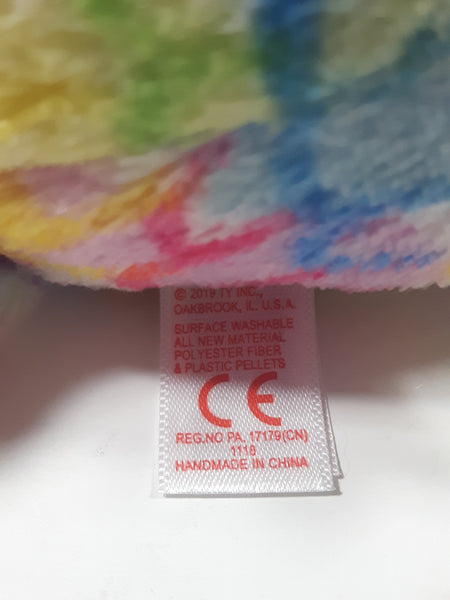 © 2019 TY INC.,
OAKBROOK, IL. U.S.A.
SURFACE WASHABLE
ALL NEW MATERIAL
POLYESTER FIBER
& PLASTIC PELLETS
CE
REG.NO PA. 17179(CN)
1118
HANDMADE IN CHINA